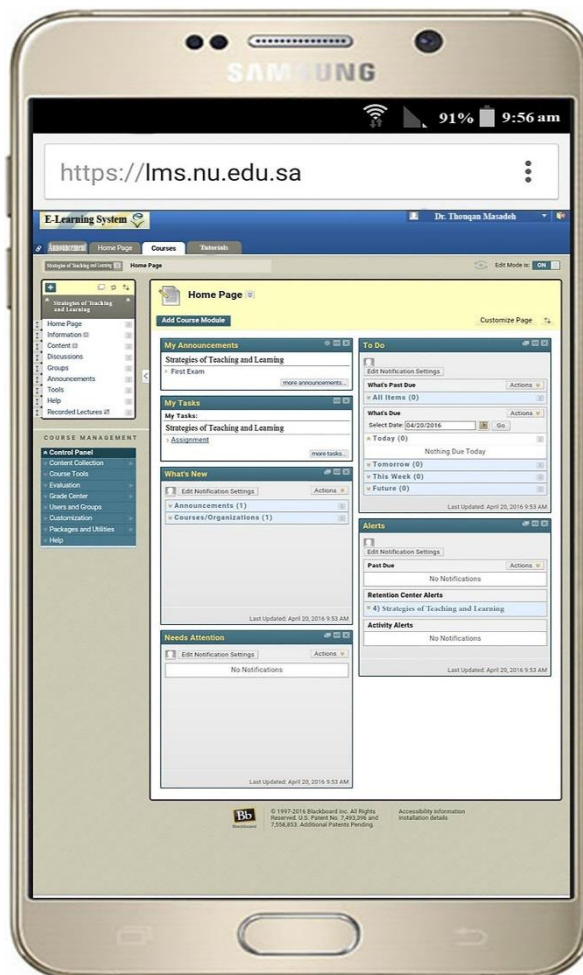 SAMSUNG
91% 9:56 am
https://lms.nu.edu.sa
E-Learning System
Dr. Thouqan Masadeh
Announcement Home Page Courses Tutorials
Strategies of Teaching and Learning Home Page
Edit Mode is: ON
Strategies of Teaching and Learning
Home Page
Information
Content
Discussions
Groups
Announcements
Tools
Help
Recorded Lectures
COURSE MANAGEMENT
Control Panel
Content Collection
Course Tools
Evaluation
Grade Center
Users and Groups
Customization
Packages and Utilities
Help
Home Page
Add Course Module
Customize Page
My Announcements
Strategies of Teaching and Learning
First Exam
more announcements...
My Tasks
My Tasks:
Strategies of Teaching and Learning
Assignment
more tasks...
What's New
Edit Notification Settings Actions
Announcements (1)
Courses/Organizations (1)
Last Updated: April 20, 2016 9:53 AM
Needs Attention
Edit Notification Settings Actions
No Notifications
Last Updated: April 20, 2016 9:53 AM
To Do
Edit Notification Settings
What's Past Due Actions
All Items (0)
What's Due Actions
Select Date: 04/20/2016 Go
Today (0)
Nothing Due Today
Tomorrow (0)
This Week (0)
Future (0)
Last Updated: April 20, 2016 9:53 AM
Alerts
Edit Notification Settings
Past Due Actions
No Notifications
Retention Center Alerts
4) Strategies of Teaching and Learning
Activity Alerts
No Notifications
Last Updated: April 20, 2016 9:53 AM
Bb
Blackboard
© 1997-2016 Blackboard Inc. All Rights
Reserved. U.S. Patent No. 7,493,396 and
7,558,853. Additional Patents Pending.
Accessibility information
Installation details